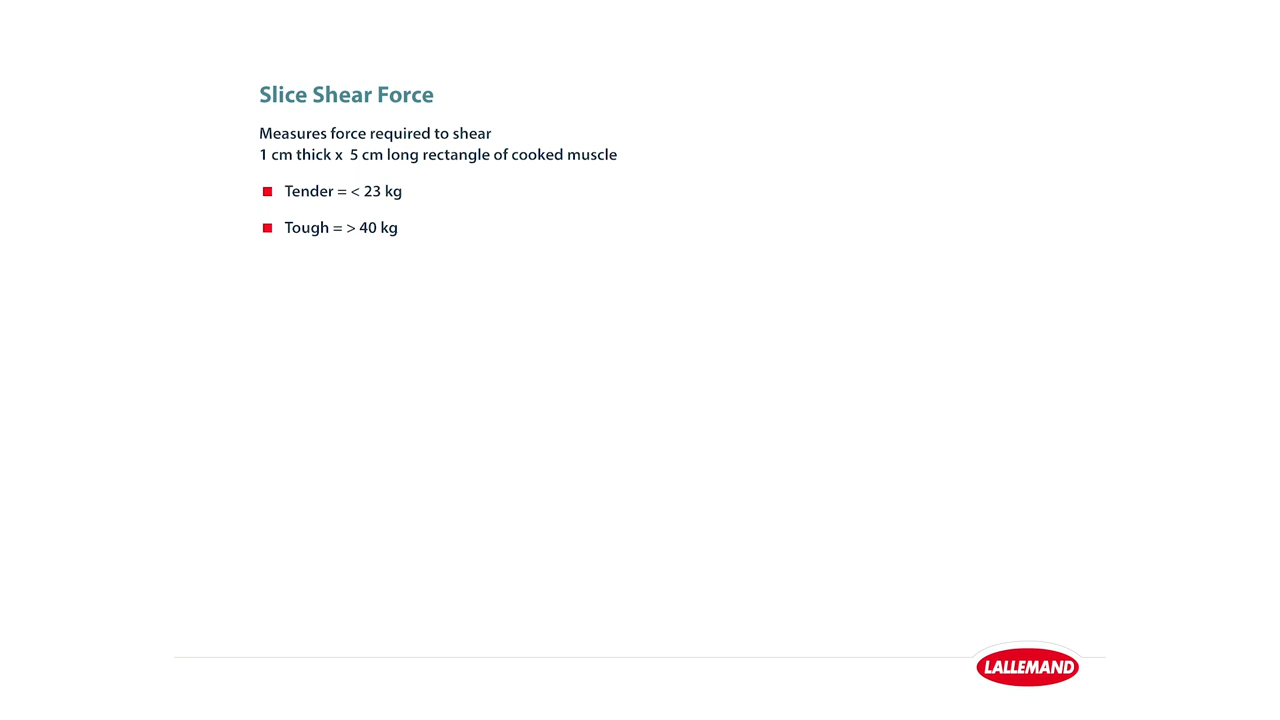 Slice Shear Force
Measures force required to shear
1 cm thick x  5 cm long rectangle of cooked muscle
Tender = < 23 kg
Tough = > 40 kg
LALLEMAND